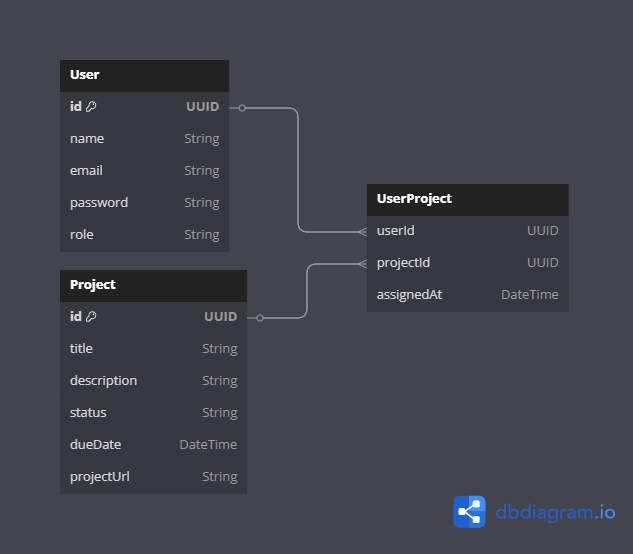 User
id UUID
name String
email String
password String
role String
UserProject
userId UUID
projectId UUID
assignedAt DateTime
Project
id UUID
title String
description String
status String
dueDate DateTime
projectUrl String
dbdiagram.io